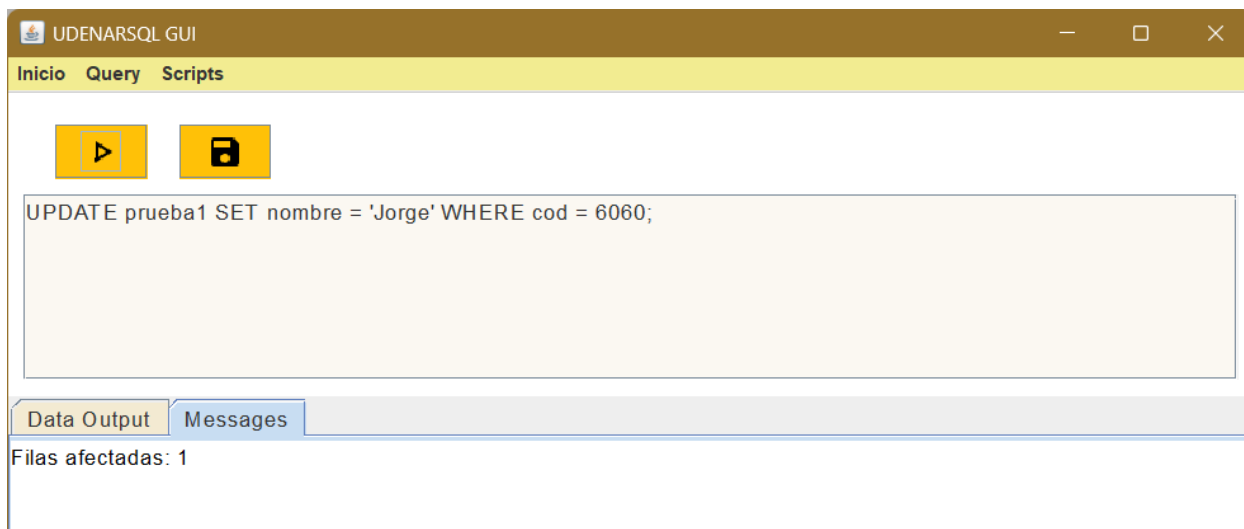 UDENARSQL GUI
Inicio Query Scripts
UPDATE prueba1 SET nombre = 'Jorge' WHERE cod = 6060;
Data Output Messages
Filas afectadas: 1